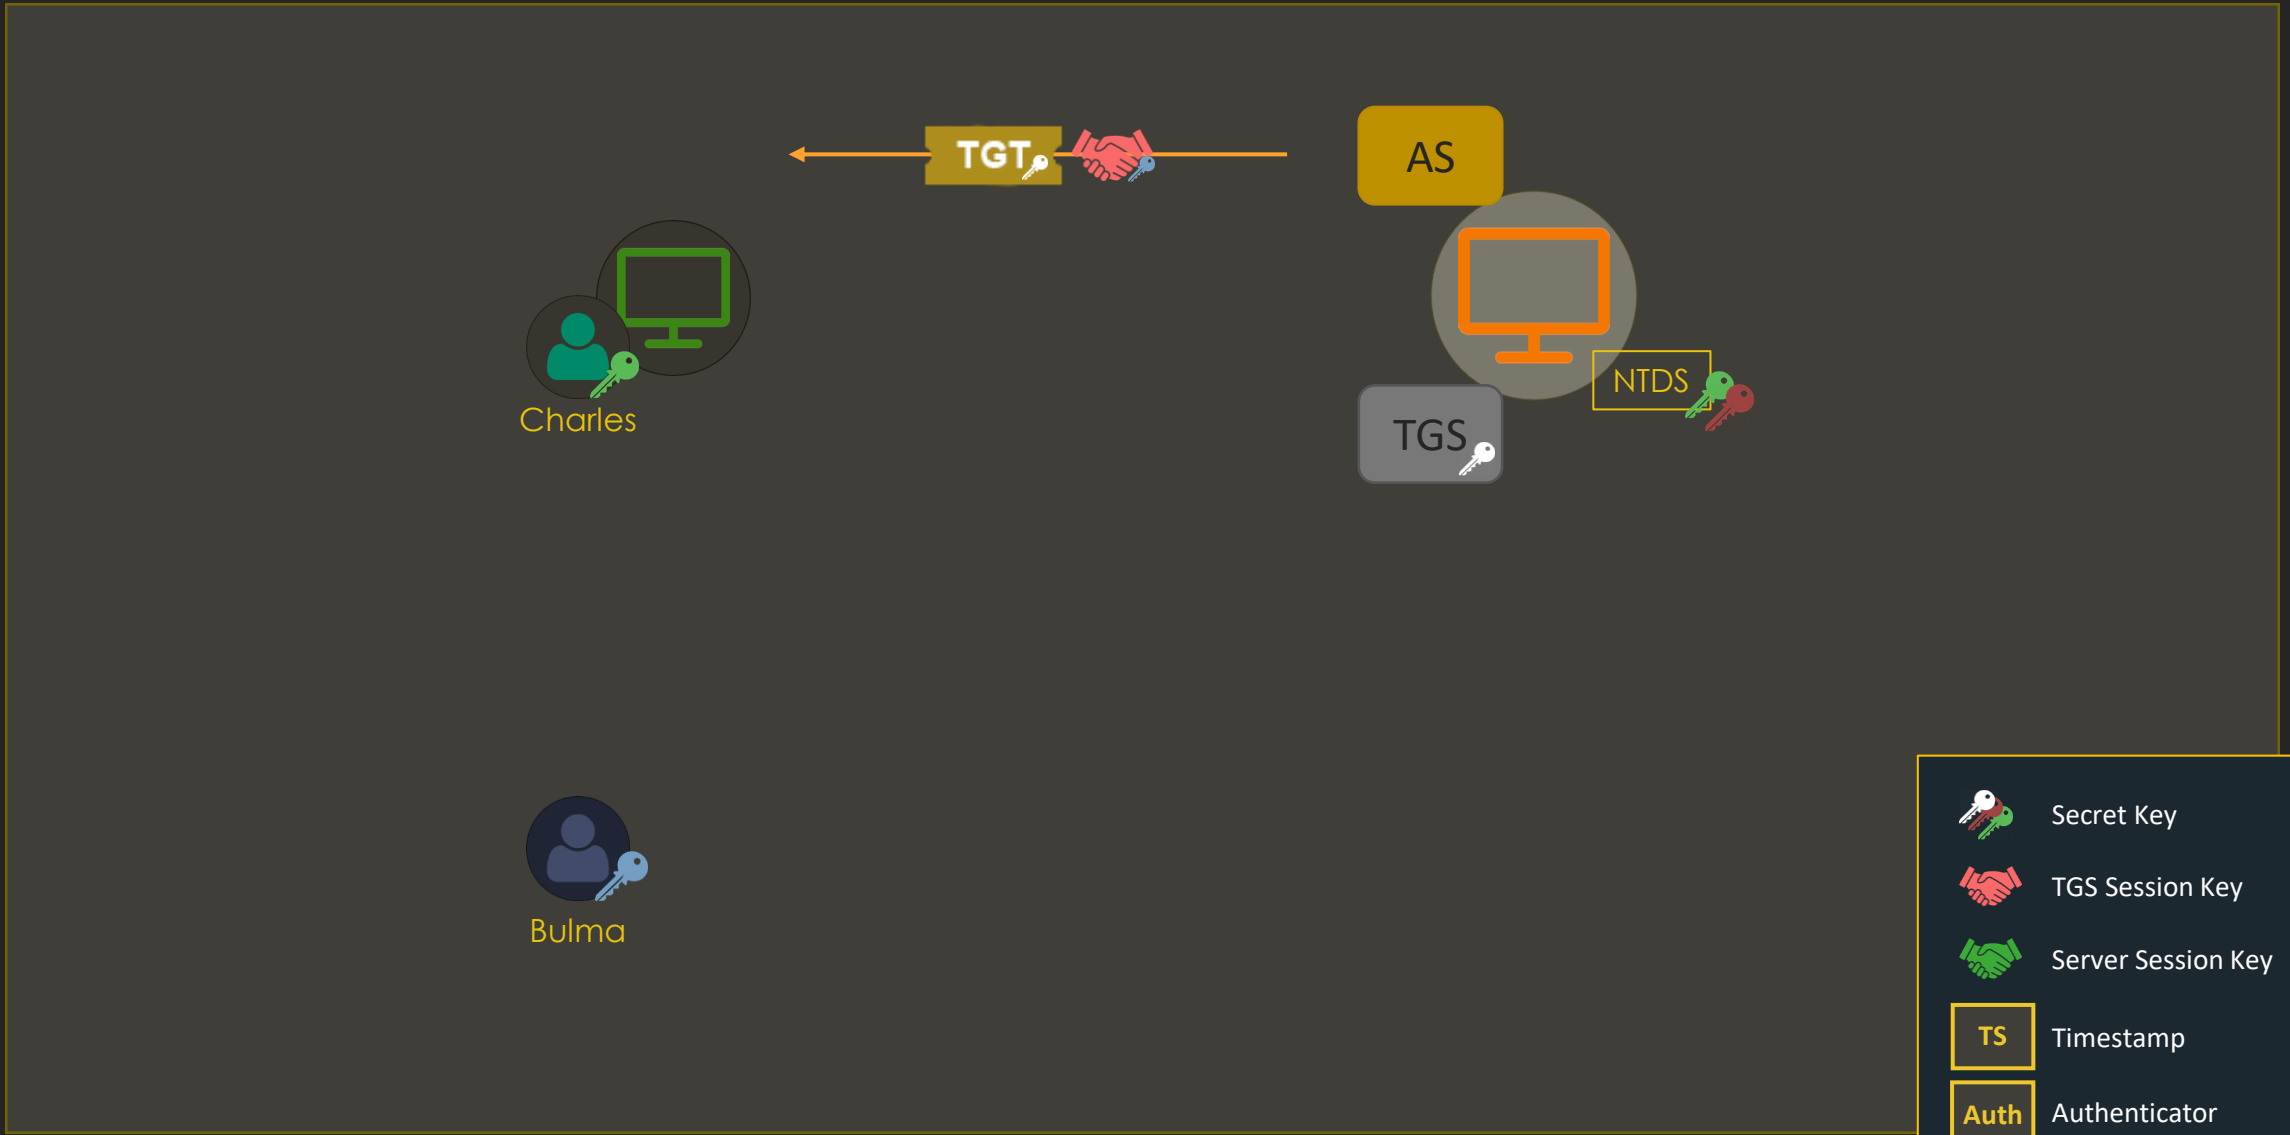 TGT
AS
NTDS
TGS
Charles
Bulma
Secret Key
TGS Session Key
Server Session Key
TS Timestamp
Auth Authenticator